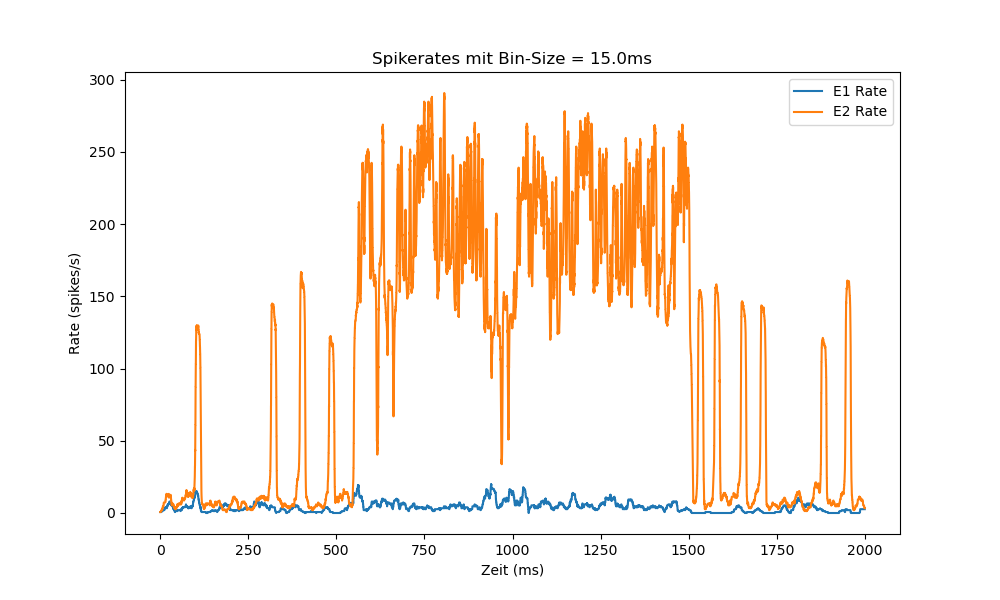 Spikerates mit Bin-Size = 15.0ms
E1 Rate
E2 Rate
300
250
200
150
100
50
0
Rate (spikes/s)
0 250 500 750 1000 1250 1500 1750 2000
Zeit (ms)